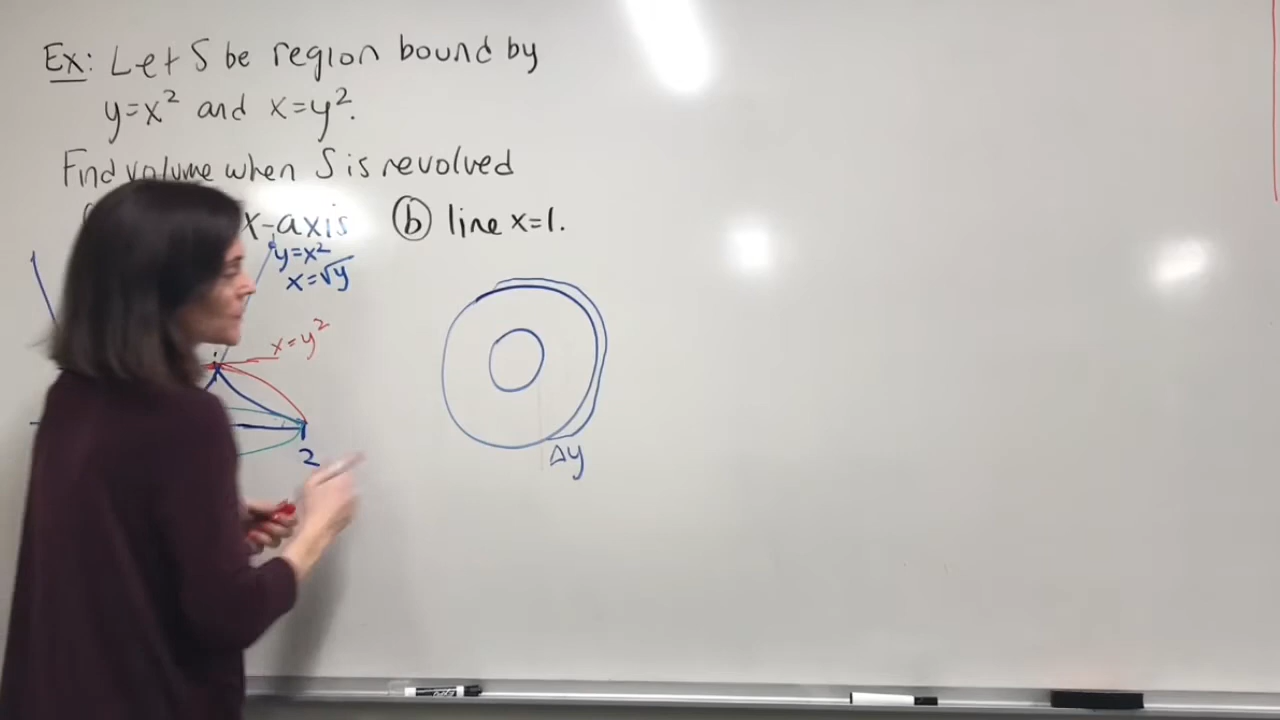 Ex: Let S be region bound by
y=x² and x=y².
Find volume when S is revolved
x-axis (b) line x=1.
y=x²
x=√y
x=y²
1
2
Δy